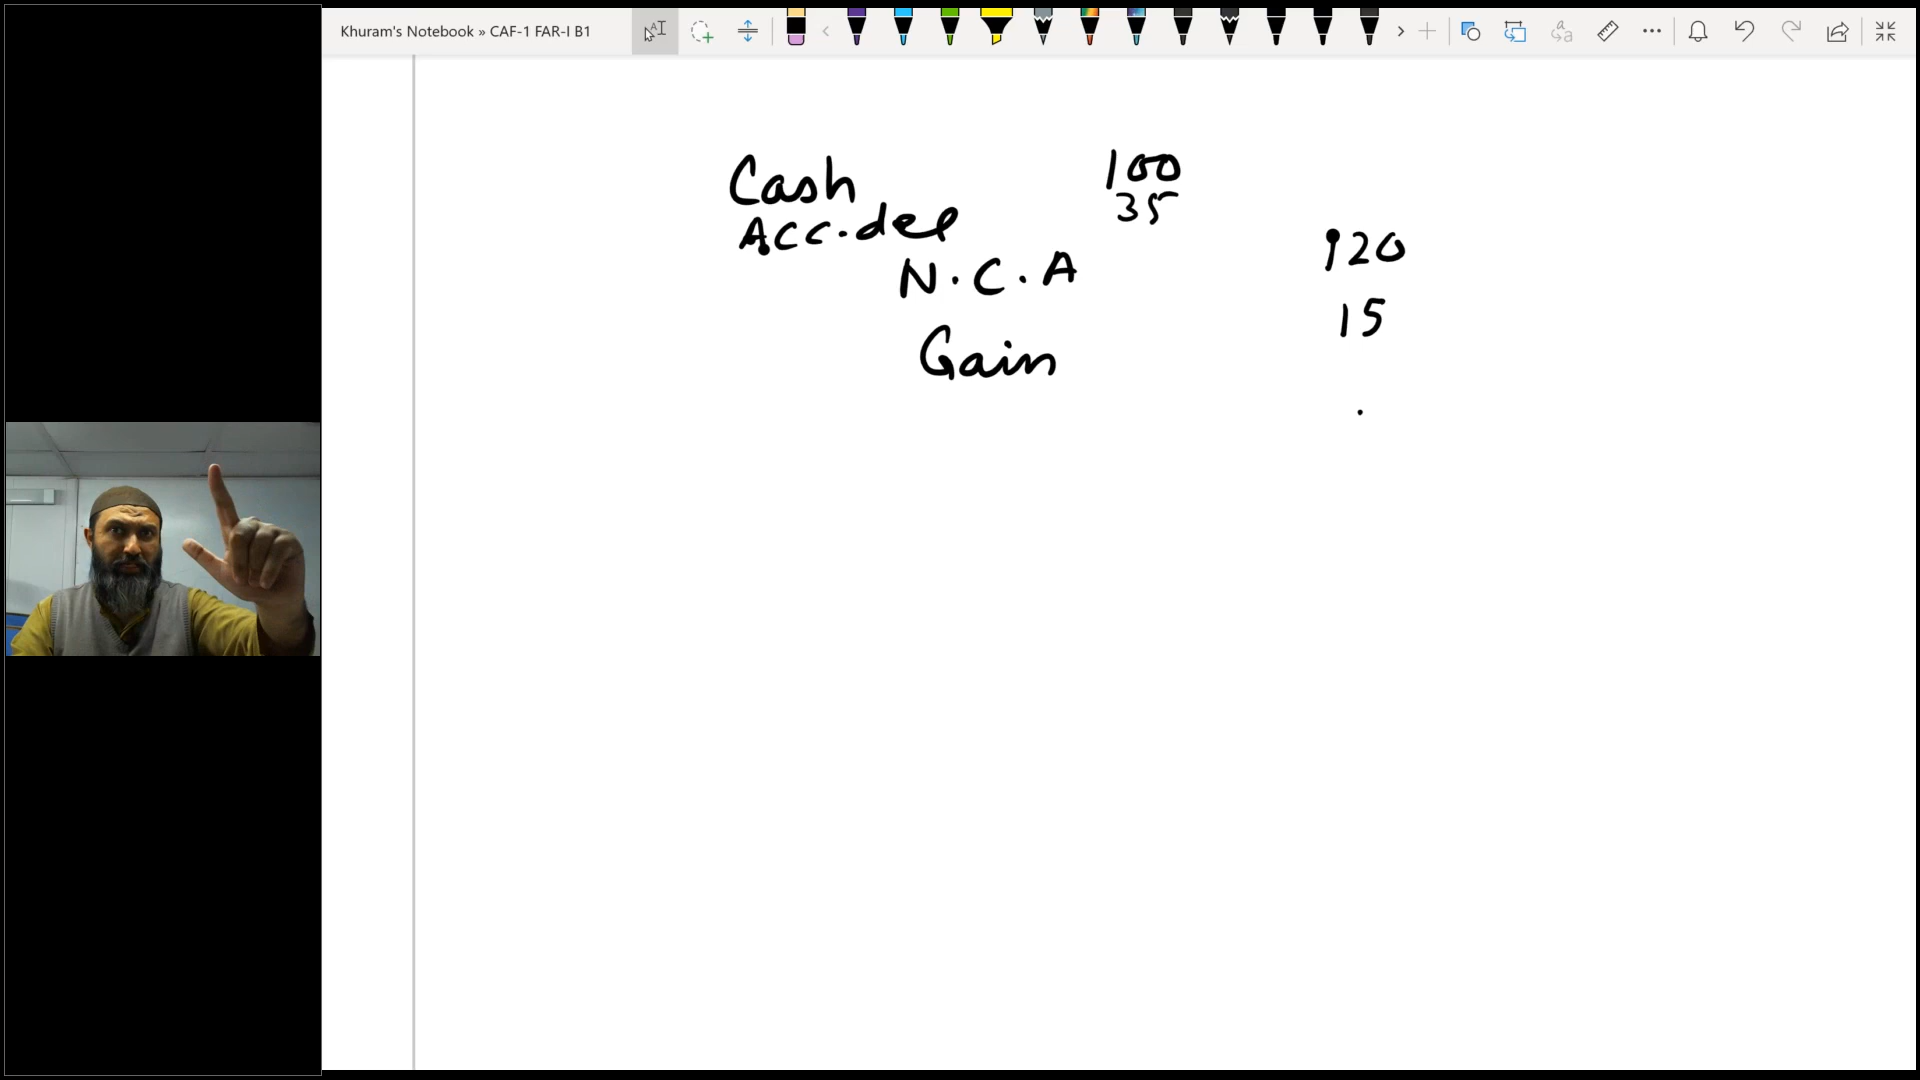 Khuram's Notebook » CAF-1 FAR-I B1
Cash 100
Acc.dep 35
N.C.A 120
Gain 15